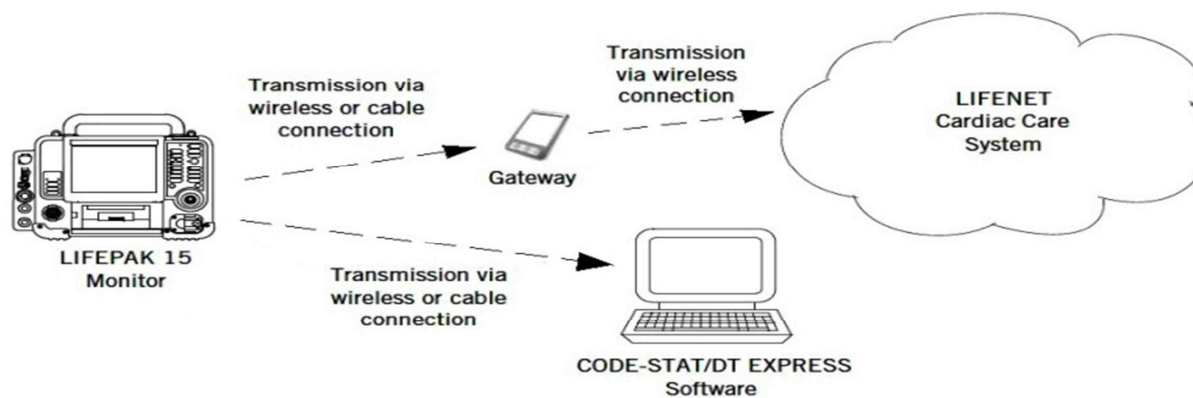 Transmission via
wireless or cable
connection
Transmission
via wireless
connection
LIFENET
Cardiac Care
System
Gateway
LIFEPAK 15
Monitor
Transmission via
wireless or cable
connection
CODE-STAT/DT EXPRESS
Software